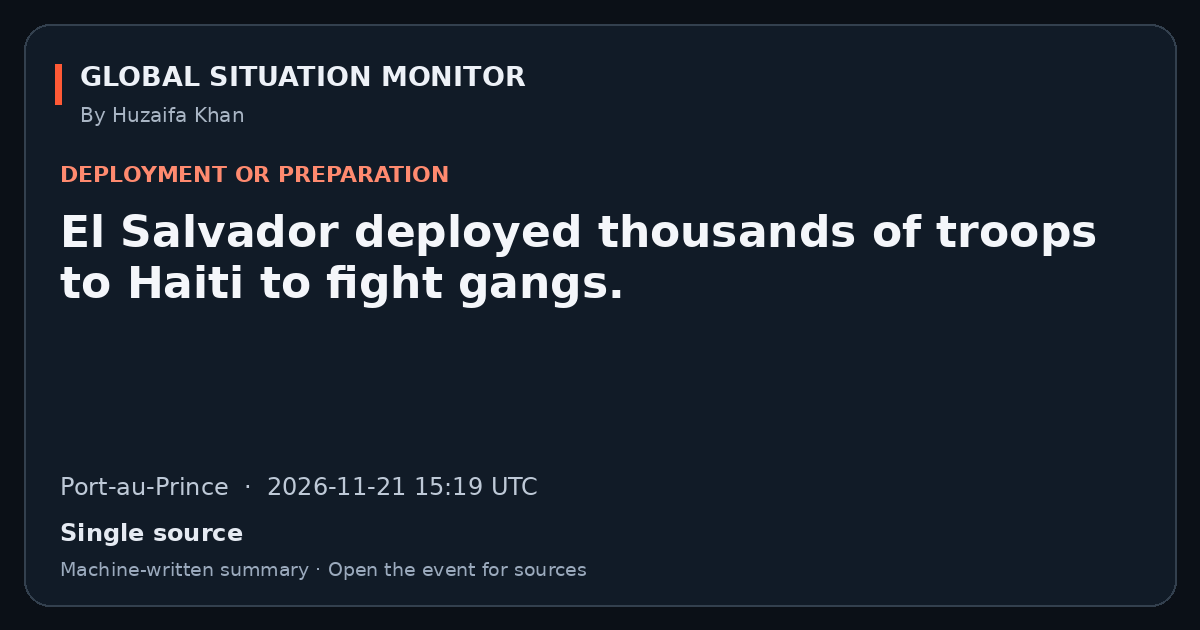 GLOBAL SITUATION MONITOR
By Huzaifa Khan
DEPLOYMENT OR PREPARATION
El Salvador deployed thousands of troops
to Haiti to fight gangs.
Port-au-Prince · 2026-11-21 15:19 UTC
Single source
Machine-written summary · Open the event for sources